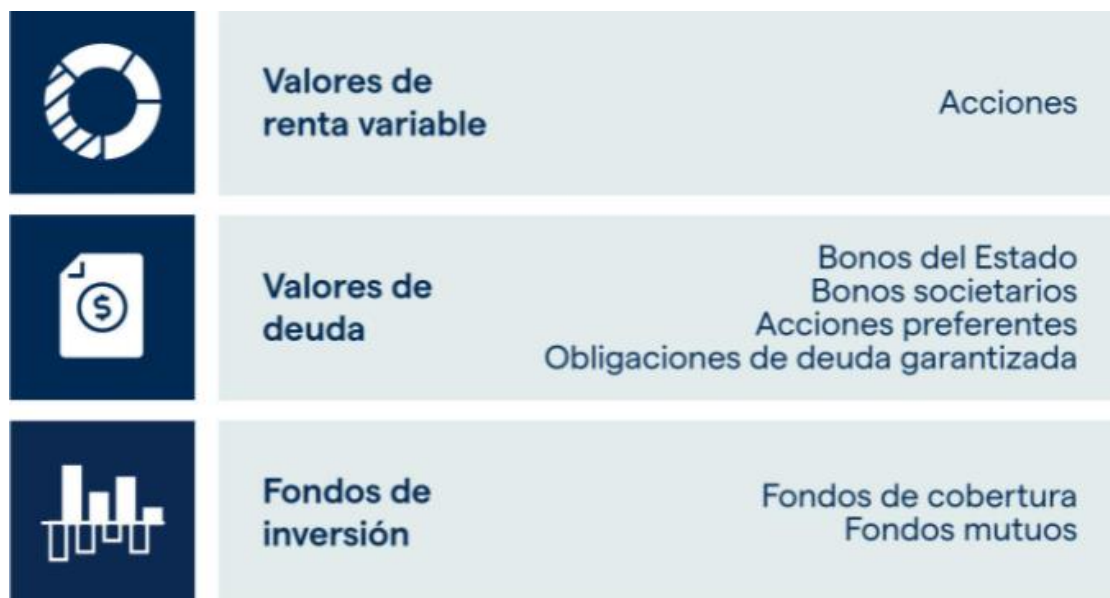 Valores de
renta variable
Acciones
$
Valores de
deuda
Bonos del Estado
Bonos societarios
Acciones preferentes
Obligaciones de deuda garantizada
Fondos de
inversión
Fondos de cobertura
Fondos mutuos